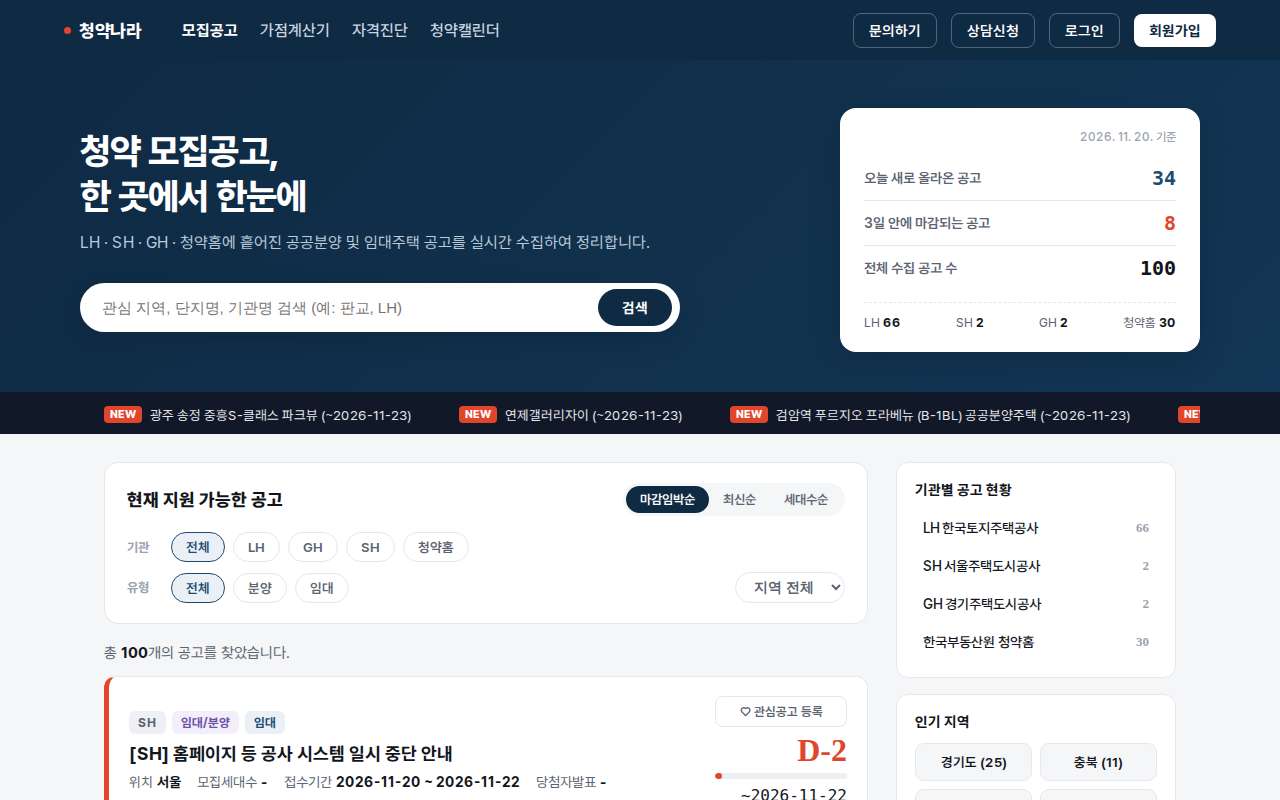 청약나라 모집공고 가점계산기 자격진단 청약캘린더 문의하기 상담신청 로그인 회원가입
청약 모집공고,
한 곳에서 한눈에
LH · SH · GH · 청약홈에 흩어진 공공분양 및 임대주택 공고를 실시간 수집하여 정리합니다.
관심 지역, 단지명, 기관명 검색 (예: 판교, LH) 검색
2026. 11. 20. 기준
오늘 새로 올라온 공고 34
3일 안에 마감되는 공고 8
전체 수집 공고 수 100
LH 66 SH 2 GH 2 청약홈 30
NEW 광주 송정 중흥S-클래스 파크뷰 (~2026-11-23) NEW 연제갤러리자이 (~2026-11-23) NEW 검암역 푸르지오 프라베뉴 (B-1BL) 공공분양주택 (~2026-11-23) NE
현재 지원 가능한 공고 마감임박순 최신순 세대수순
기관 전체 LH GH SH 청약홈
유형 전체 분양 임대 지역 전체
총 100개의 공고를 찾았습니다.
SH 임대/분양 임대
[SH] 홈페이지 등 공사 시스템 일시 중단 안내
위치 서울 모집세대수 - 접수기간 2026-11-20 ~ 2026-11-22 당첨자발표 -
♡ 관심공고 등록
D-2
~2026-11-22
기관별 공고 현황
LH 한국토지주택공사 66
SH 서울주택도시공사 2
GH 경기주택도시공사 2
한국부동산원 청약홈 30
인기 지역
경기도 (25) 충북 (11)